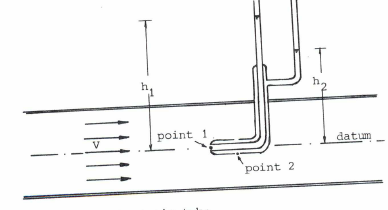 h1
h2
point 1
V
datum
point 2